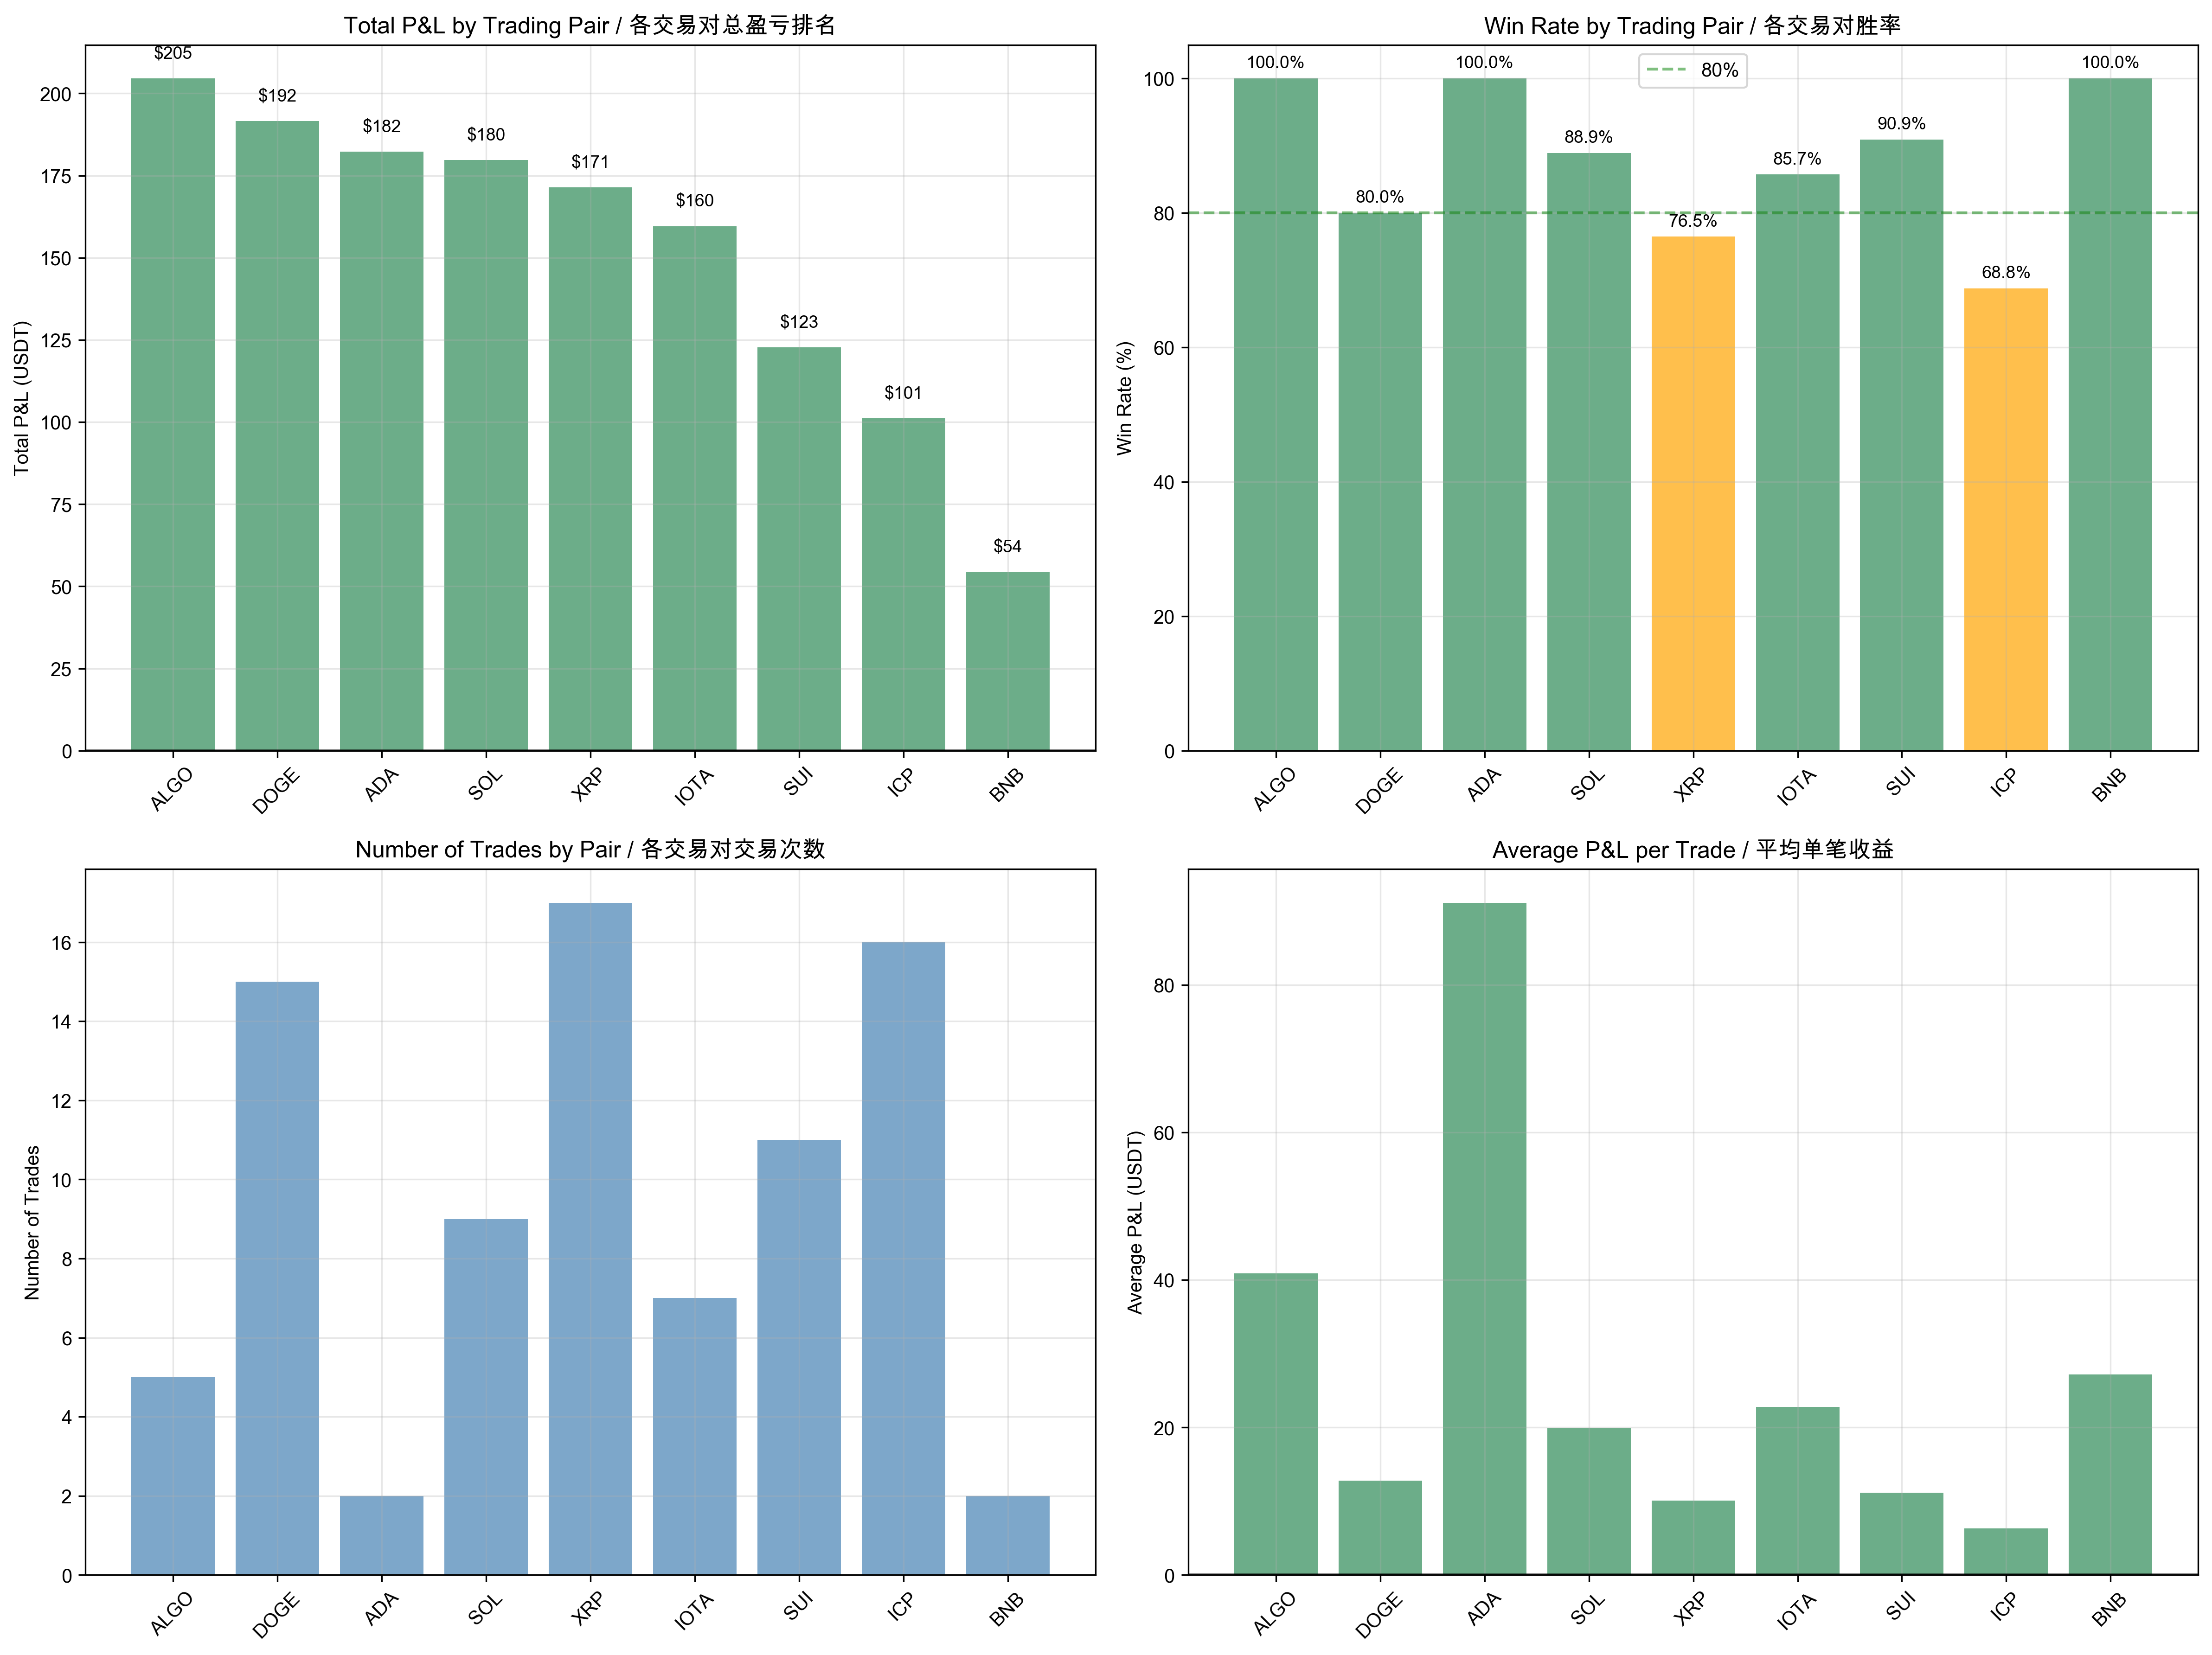 Total P&L by Trading Pair / 各交易对总盈亏排名
Total P&L (USDT)
200
175
150
125
100
75
50
25
0
$205
$192
$182
$180
$171
$160
$123
$101
$54
ALGO
DOGE
ADA
SOL
XRP
IOTA
SUI
ICP
BNB
Win Rate by Trading Pair / 各交易对胜率
Win Rate (%)
100
80
60
40
20
0
80%
100.0%
80.0%
100.0%
88.9%
76.5%
85.7%
90.9%
68.8%
100.0%
ALGO
DOGE
ADA
SOL
XRP
IOTA
SUI
ICP
BNB
Number of Trades by Pair / 各交易对交易次数
Number of Trades
16
14
12
10
8
6
4
2
0
ALGO
DOGE
ADA
SOL
XRP
IOTA
SUI
ICP
BNB
Average P&L per Trade / 平均单笔收益
Average P&L (USDT)
80
60
40
20
0
ALGO
DOGE
ADA
SOL
XRP
IOTA
SUI
ICP
BNB